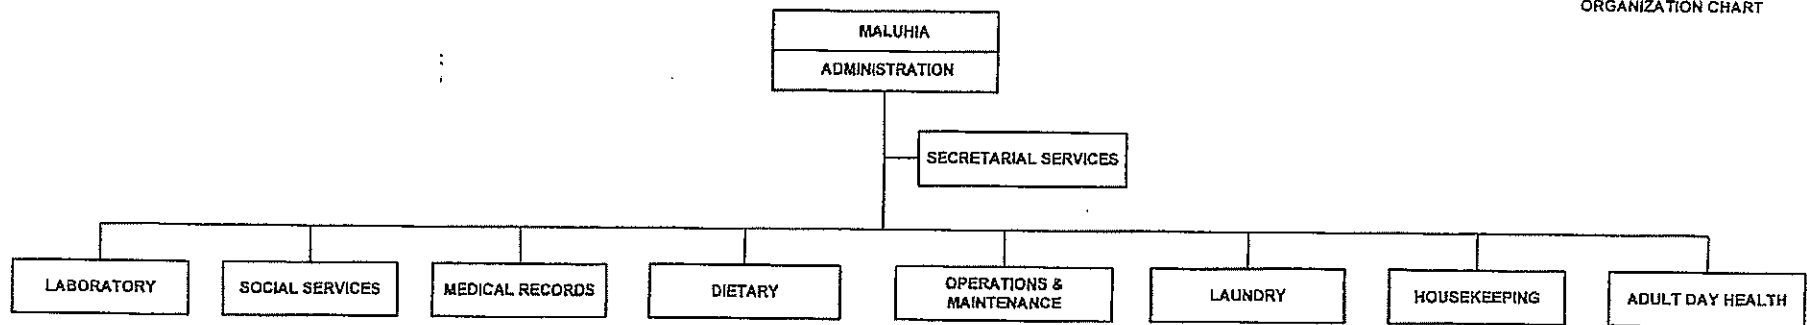 ORGANIZATION CHART
MALUHIA
ADMINISTRATION
SECRETARIAL SERVICES
LABORATORY
SOCIAL SERVICES
MEDICAL RECORDS
DIETARY
OPERATIONS &
MAINTENANCE
LAUNDRY
HOUSEKEEPING
ADULT DAY HEALTH